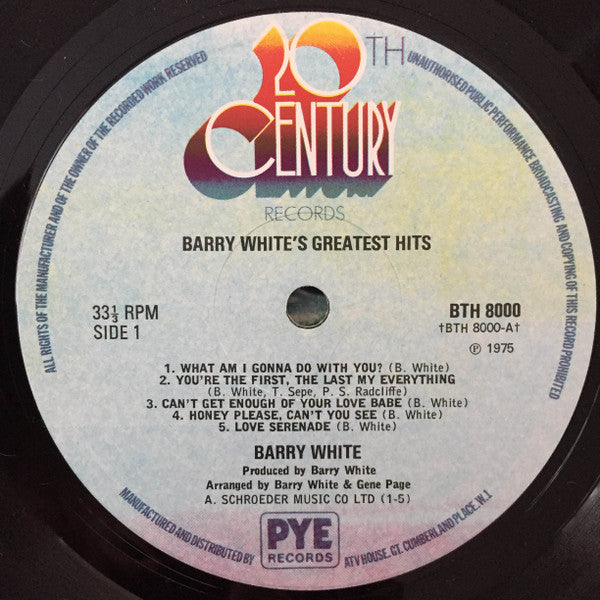 ALL RIGHTS OF THE MANUFACTURER AND OF THE OWNER OF THE RECORDED WORK RESERVED
UNAUTHORISED PUBLIC PERFORMANCE BROADCASTING AND COPYING OF THIS RECORD PROHIBITED
20TH
CENTURY
RECORDS
BARRY WHITE'S GREATEST HITS
33⅓ RPM
SIDE 1
BTH 8000
†BTH 8000-A†
℗ 1975
1. WHAT AM I GONNA DO WITH YOU? (B. White)
2. YOU'RE THE FIRST, THE LAST MY EVERYTHING
(B. White, T. Sepe, P. S. Radcliffe)
3. CAN'T GET ENOUGH OF YOUR LOVE BABE (B. White)
4. HONEY PLEASE, CAN'T YOU SEE (B. White)
5. LOVE SERENADE (B. White)
BARRY WHITE
Produced by Barry White
Arranged by Barry White & Gene Page
A. SCHROEDER MUSIC CO LTD (1-5)
MANUFACTURED AND DISTRIBUTED BY
PYE
RECORDS
ATV HOUSE, GT. CUMBERLAND PLACE, W.1